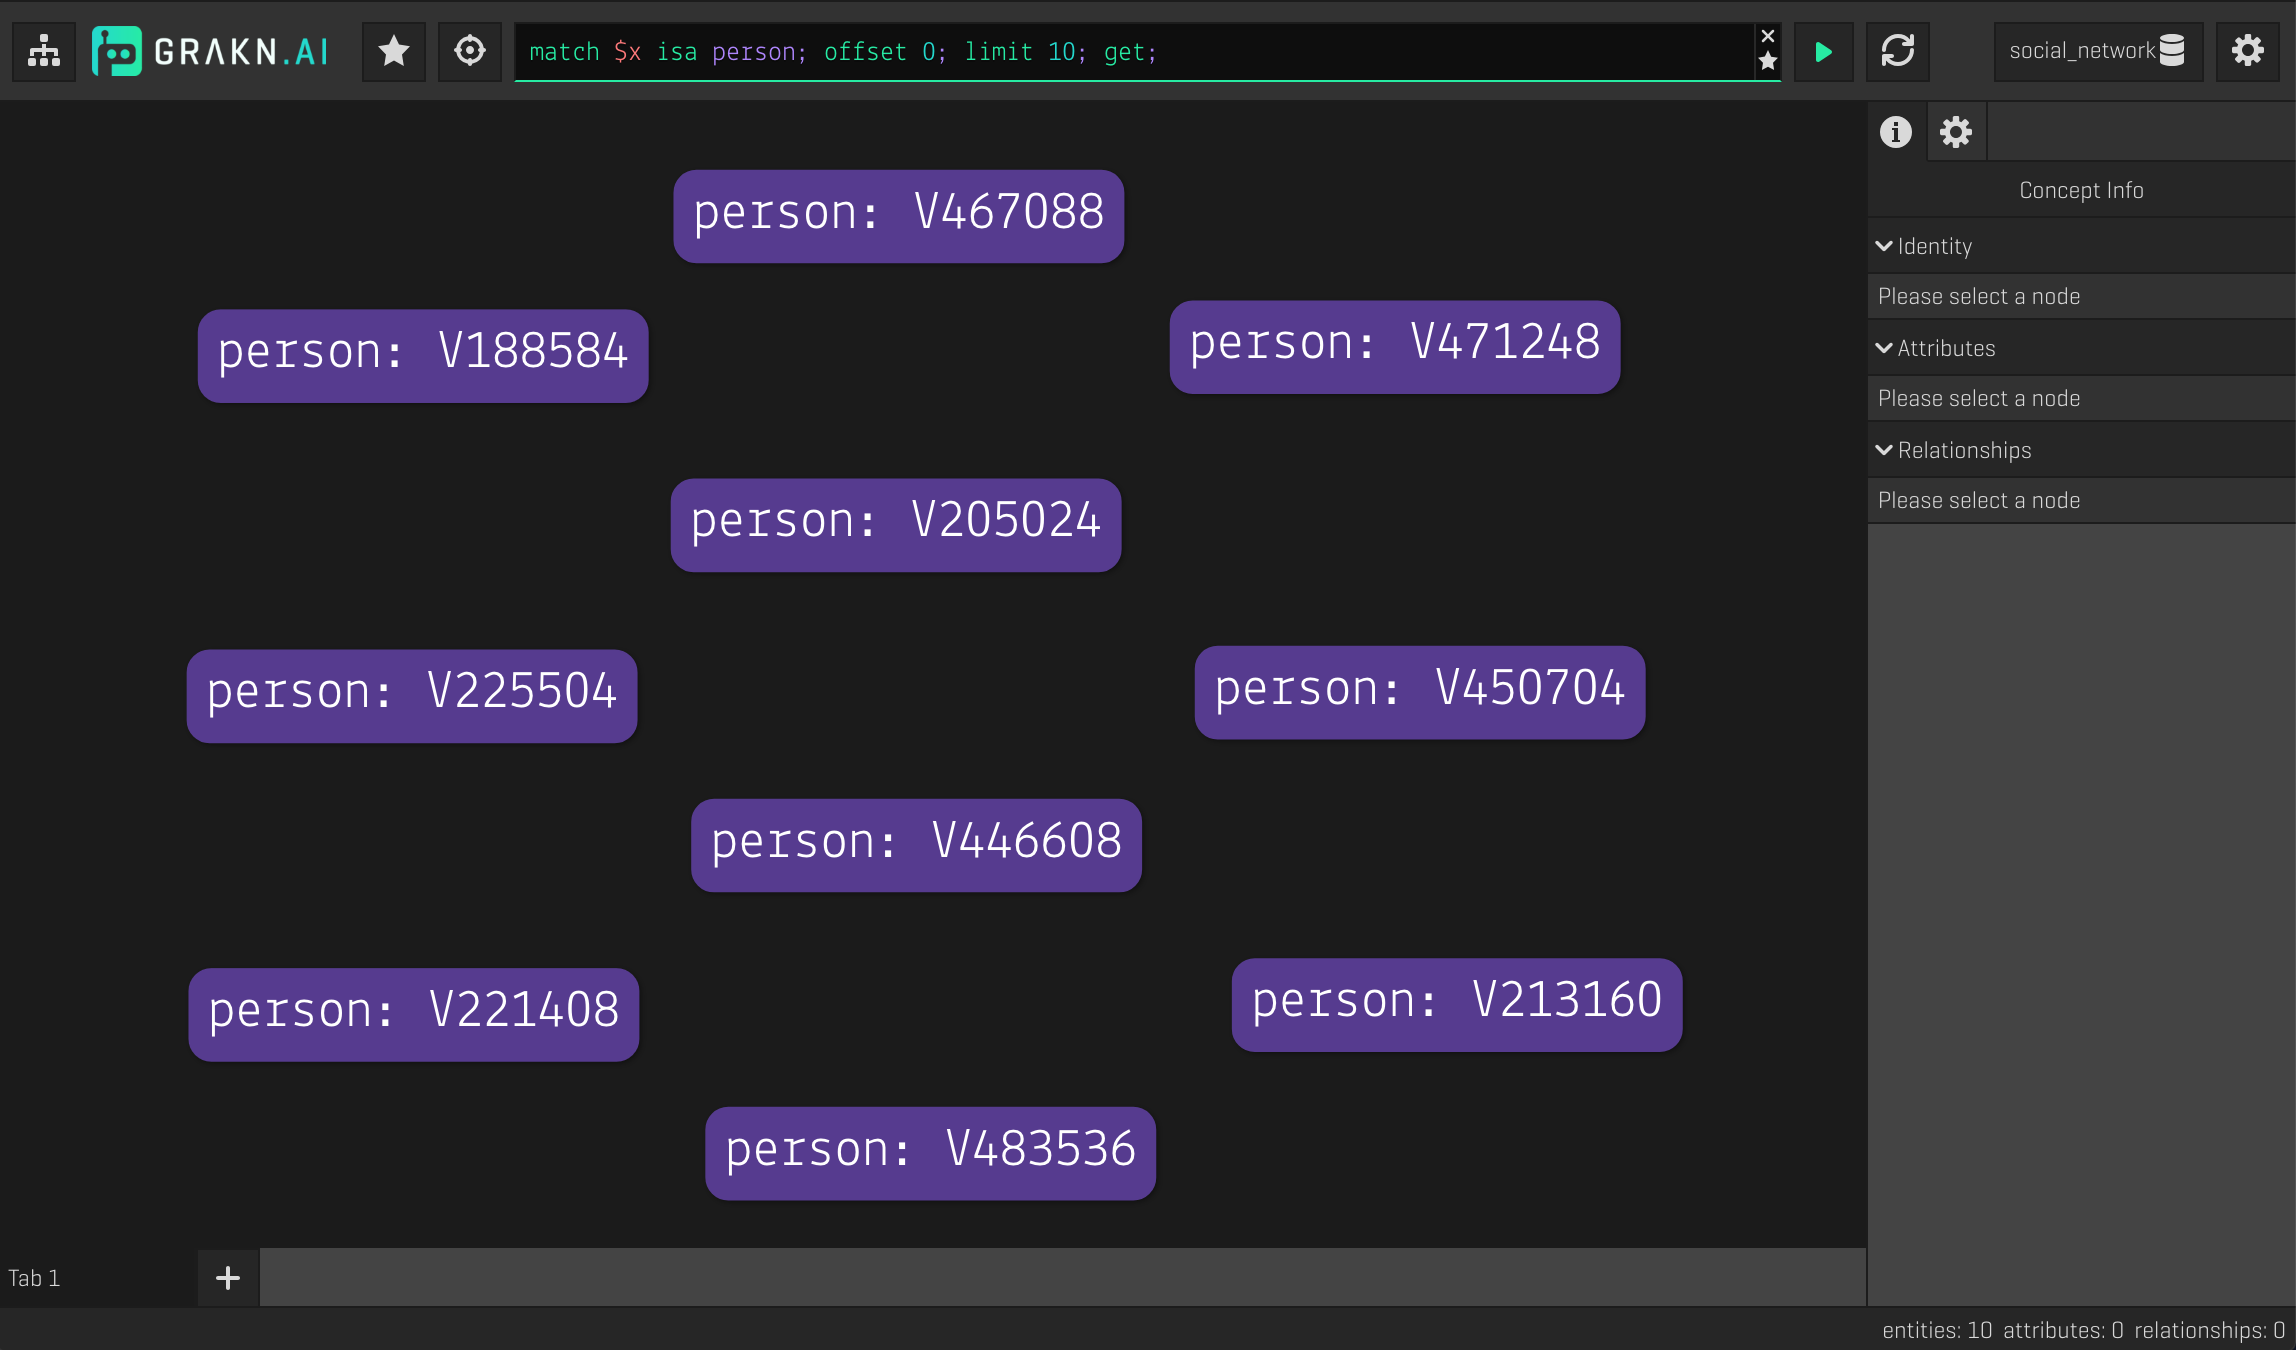 GRAKN.AI
match $x isa person; offset 0; limit 10; get;
social_network
person: V467088
person: V188584
person: V471248
person: V205024
person: V225504
person: V450704
person: V446608
person: V221408
person: V213160
person: V483536
Concept Info
Identity
Please select a node
Attributes
Please select a node
Relationships
Please select a node
Tab 1
entities: 10 attributes: 0 relationships: 0